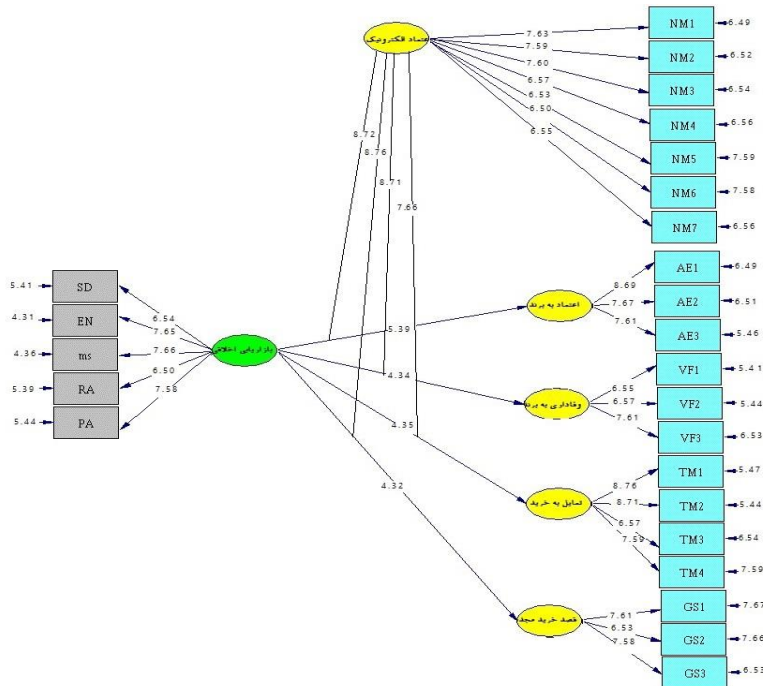 NM1
NM2
NM3
NM4
NM5
NM6
NM7
6.49
6.52
6.54
6.56
7.59
7.58
6.56
7.63
7.59
7.60
6.57
6.53
6.50
6.55
اعتماد الکترونیک
8.72
8.76
8.71
7.66
SD
EN
ms
RA
PA
5.41
4.31
4.36
5.39
5.44
6.54
7.65
7.66
6.50
7.58
بازاریابی اخلاقی
5.39
4.34
4.35
4.32
اعتماد به برند
8.69
7.67
7.61
AE1
AE2
AE3
6.49
6.51
5.46
وفاداری به برند
6.55
6.57
7.61
VF1
VF2
VF3
5.41
5.44
6.53
تمایل به خرید
8.76
8.71
6.57
7.59
TM1
TM2
TM3
TM4
5.47
5.44
6.54
7.59
قصد خرید مجد
7.61
6.53
7.58
GS1
GS2
GS3
7.67
7.66
6.53